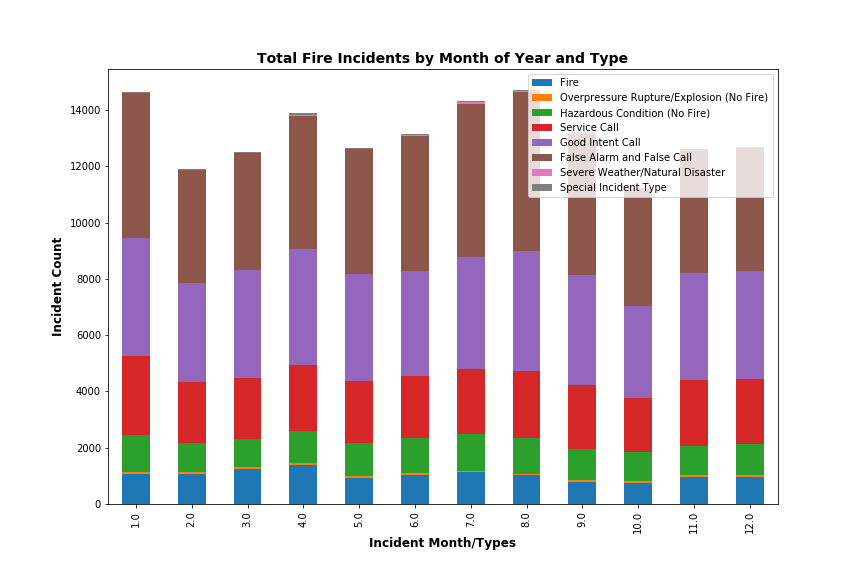 Total Fire Incidents by Month of Year and Type
Fire
Overpressure Rupture/Explosion (No Fire)
Hazardous Condition (No Fire)
Service Call
Good Intent Call
False Alarm and False Call
Severe Weather/Natural Disaster
Special Incident Type
Incident Count
14000
12000
10000
8000
6000
4000
2000
0
1.0
2.0
3.0
4.0
5.0
6.0
7.0
8.0
9.0
10.0
11.0
12.0
Incident Month/Types